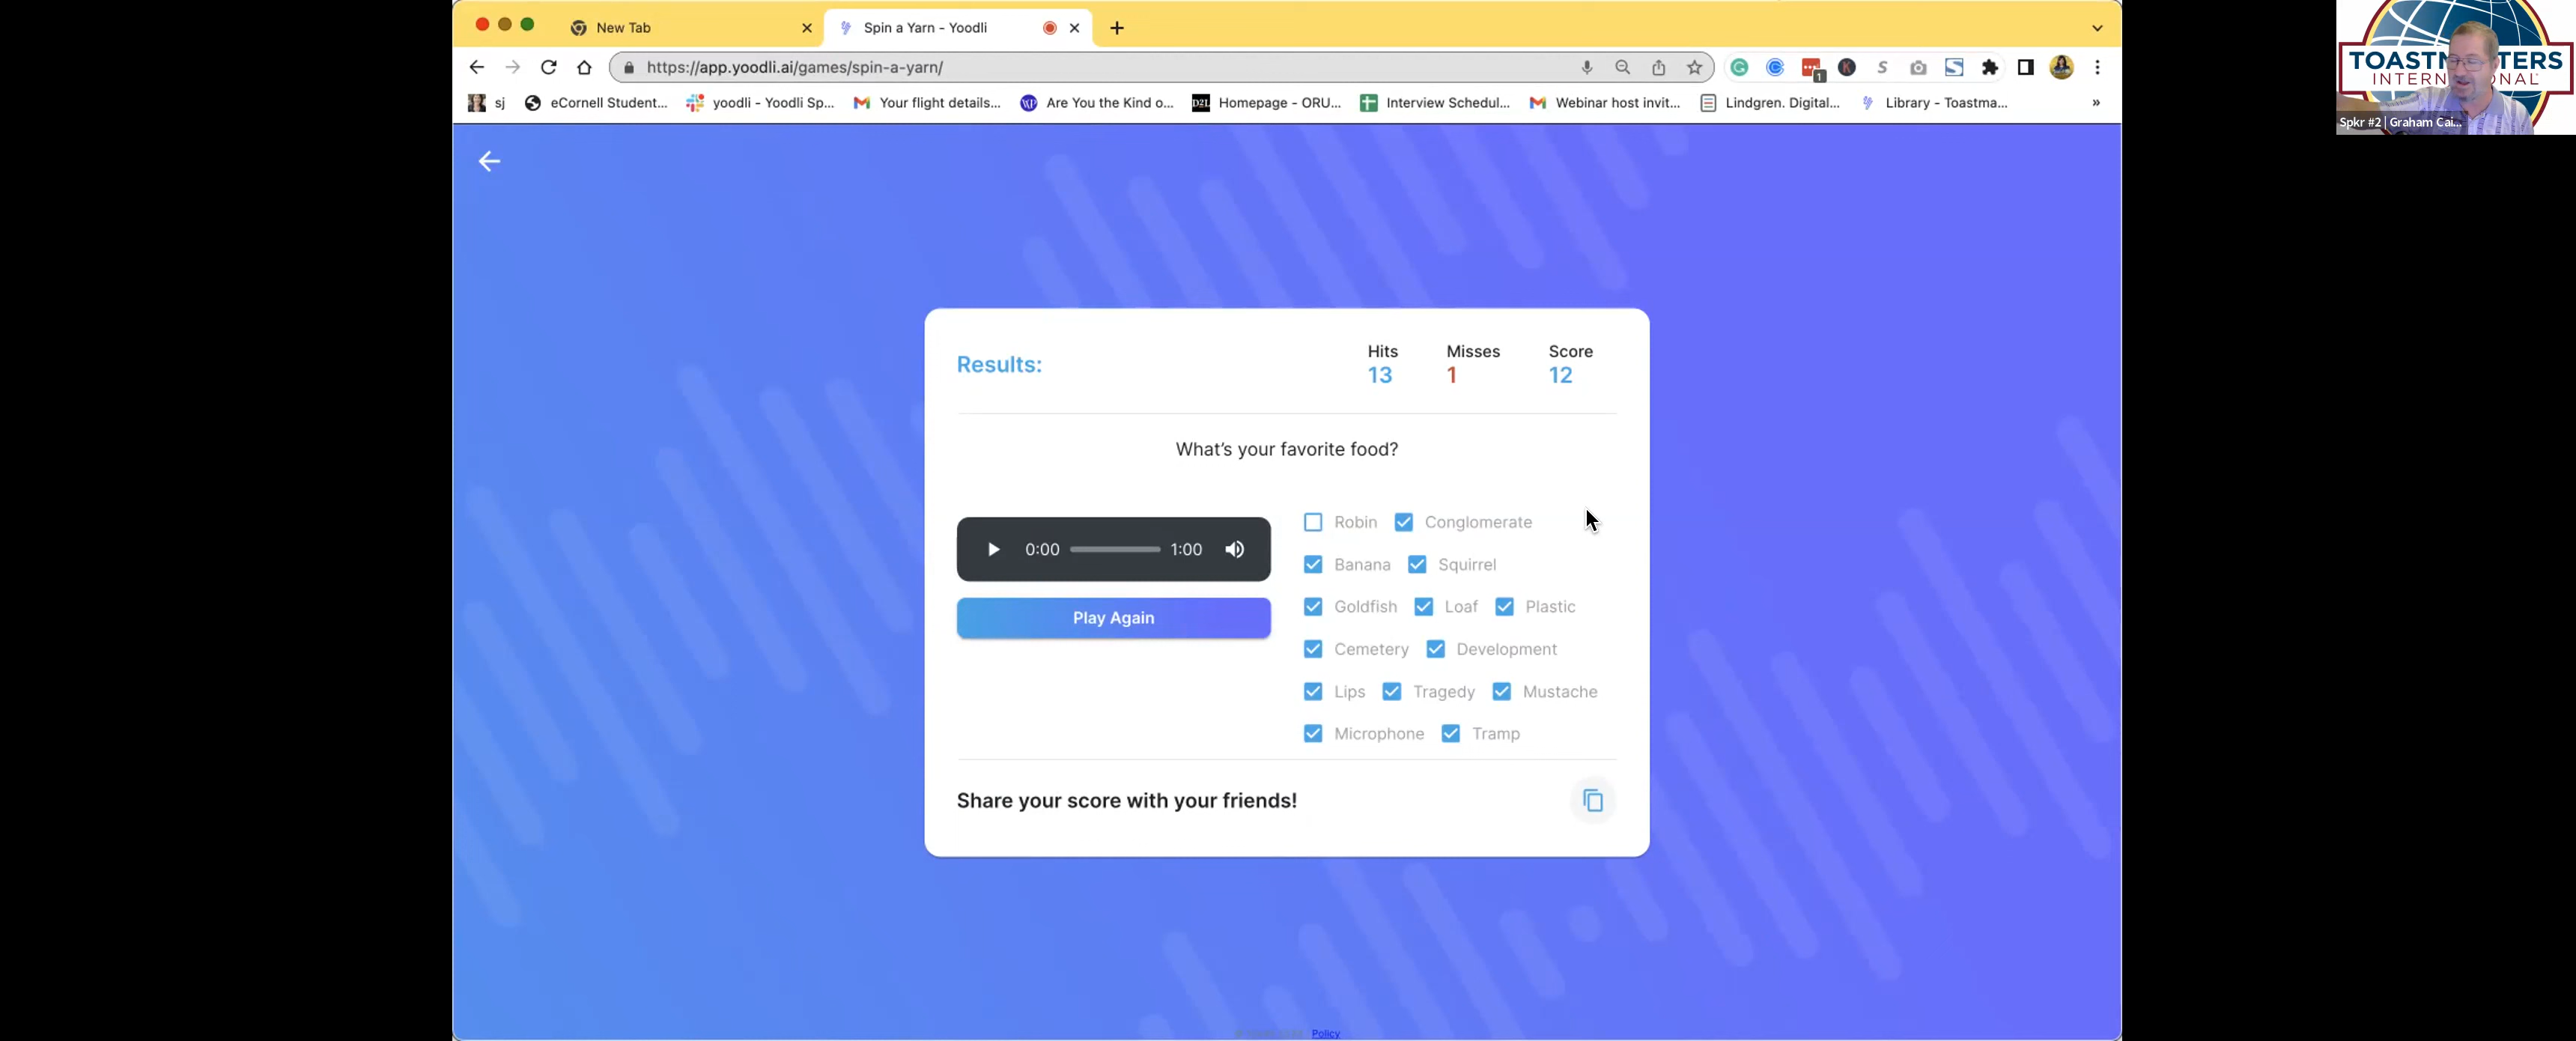 New Tab
Spin a Yarn - Yoodli
https://app.yoodli.ai/games/spin-a-yarn/
1
sj
eCornell Student...
yoodli - Yoodli Sp...
Your flight details...
Are You the Kind o...
D2L Homepage - ORU...
Interview Schedul...
Webinar host invit...
Lindgren. Digital...
Library - Toastma...
»
INTERNATIONAL
Spkr #2 | Graham Cai...
Results:
Hits Misses Score
13 1 12
What's your favorite food?
0:00 1:00
Play Again
Robin Conglomerate
Banana Squirrel
Goldfish Loaf Plastic
Cemetery Development
Lips Tragedy Mustache
Microphone Tramp
Share your score with your friends!
Policy